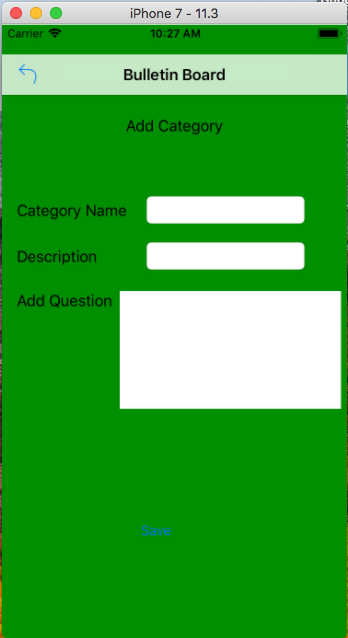 iPhone 7 - 11.3
Carrier 10:27 AM
Bulletin Board
Add Category
Category Name
Description
Add Question
Save